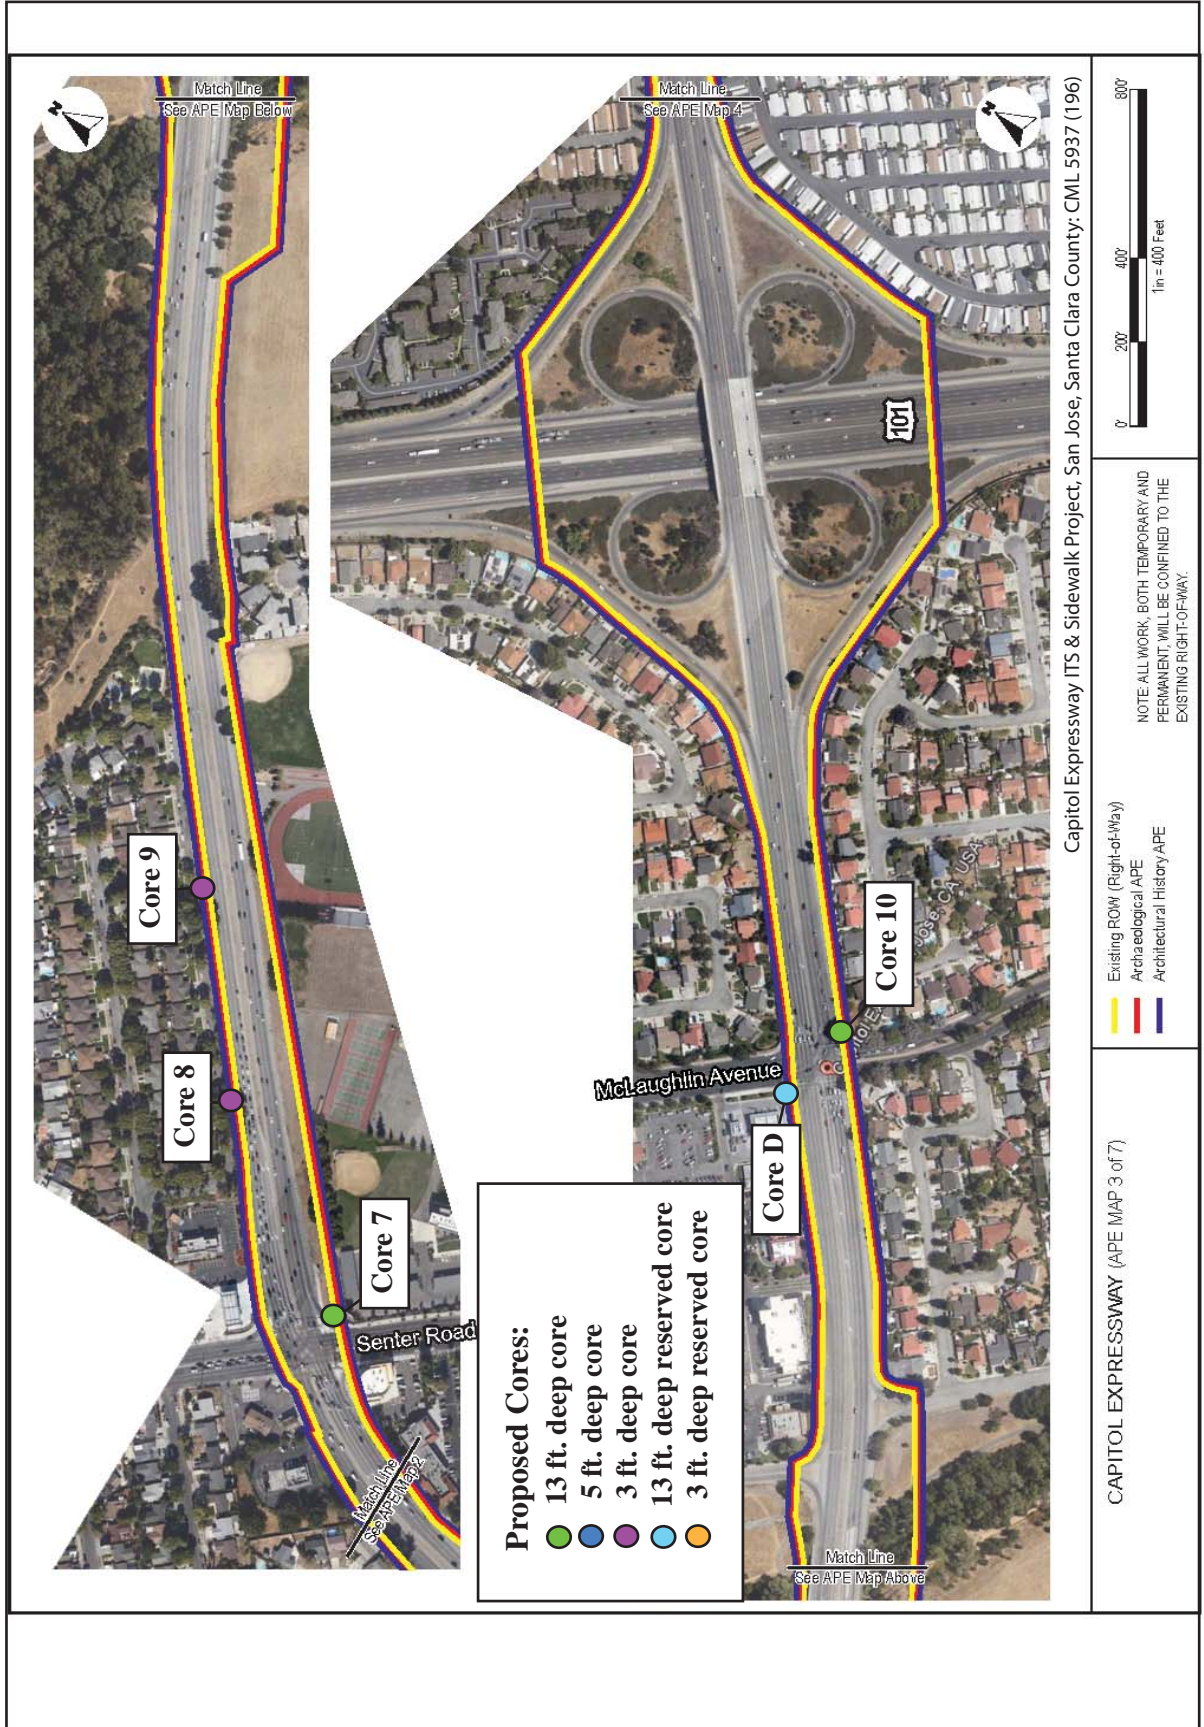 N
Match Line
See APE Map Below
Core 9
Core 8
Core 7
Senter Road
Match Line
See APE Map 2
Match Line
See APE Map 4
N
101
McLaughlin Avenue
Core D
Core 10
Jose, CA, USA
Match Line
See APE Map Above
Proposed Cores:
13 ft. deep core
5 ft. deep core
3 ft. deep core
13 ft. deep reserved core
3 ft. deep reserved core
Capitol Expressway ITS & Sidewalk Project, San Jose, Santa Clara County: CML 5937 (196)
CAPITOL EXPRESSWAY (APE MAP 3 of 7)
Existing ROW (Right-of-Way)
Archaeological APE
Architectural History APE
NOTE: ALL WORK, BOTH TEMPORARY AND
PERMANENT, WILL BE CONFINED TO THE
EXISTING RIGHT-OF-WAY.
0' 200' 400' 800'
1in = 400 Feet